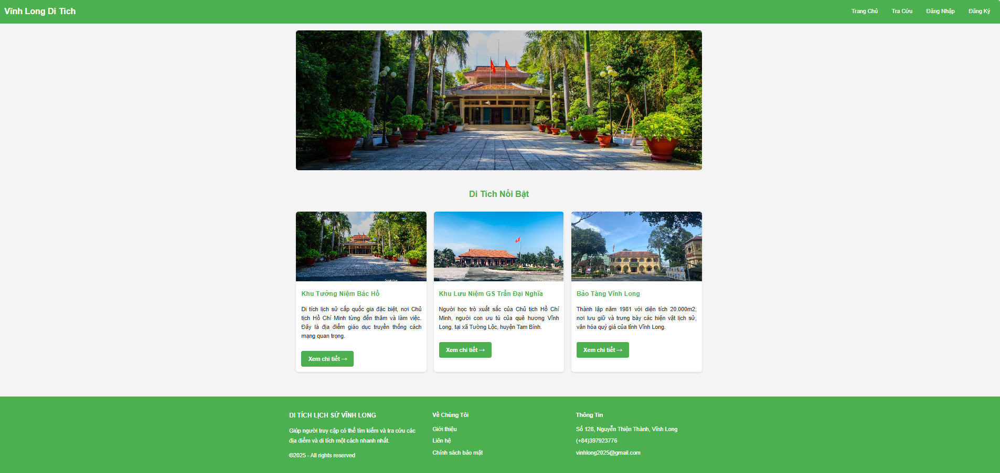 Vĩnh Long Di Tích
Trang Chủ Tra Cứu Đăng Nhập Đăng Ký
Di Tích Nổi Bật
Khu Tưởng Niệm Bác Hồ
Di tích lịch sử cấp quốc gia đặc biệt, nơi Chủ
tịch Hồ Chí Minh từng đến thăm và làm việc.
Đây là địa điểm giáo dục truyền thống cách
mạng quan trọng.
Xem chi tiết →
Khu Lưu Niệm GS Trần Đại Nghĩa
Người học trò xuất sắc của Chủ tịch Hồ Chí
Minh, người con ưu tú của quê hương Vĩnh
Long, tại xã Tường Lộc, huyện Tam Bình.
Xem chi tiết →
Bảo Tàng Vĩnh Long
Thành lập năm 1981 với diện tích 20.000m2,
nơi lưu giữ và trưng bày các hiện vật lịch sử,
văn hóa quý giá của tỉnh Vĩnh Long.
Xem chi tiết →
DI TÍCH LỊCH SỬ VĨNH LONG
Giúp người truy cập có thể tìm kiếm và tra cứu các
địa điểm và di tích một cách nhanh nhất.
©2025 - All rights reserved
Về Chúng Tôi
Giới thiệu
Liên hệ
Chính sách bảo mật
Thông Tin
Số 128, Nguyễn Thiện Thành, Vĩnh Long
(+84)397923776
vinhlong2025@gmail.com